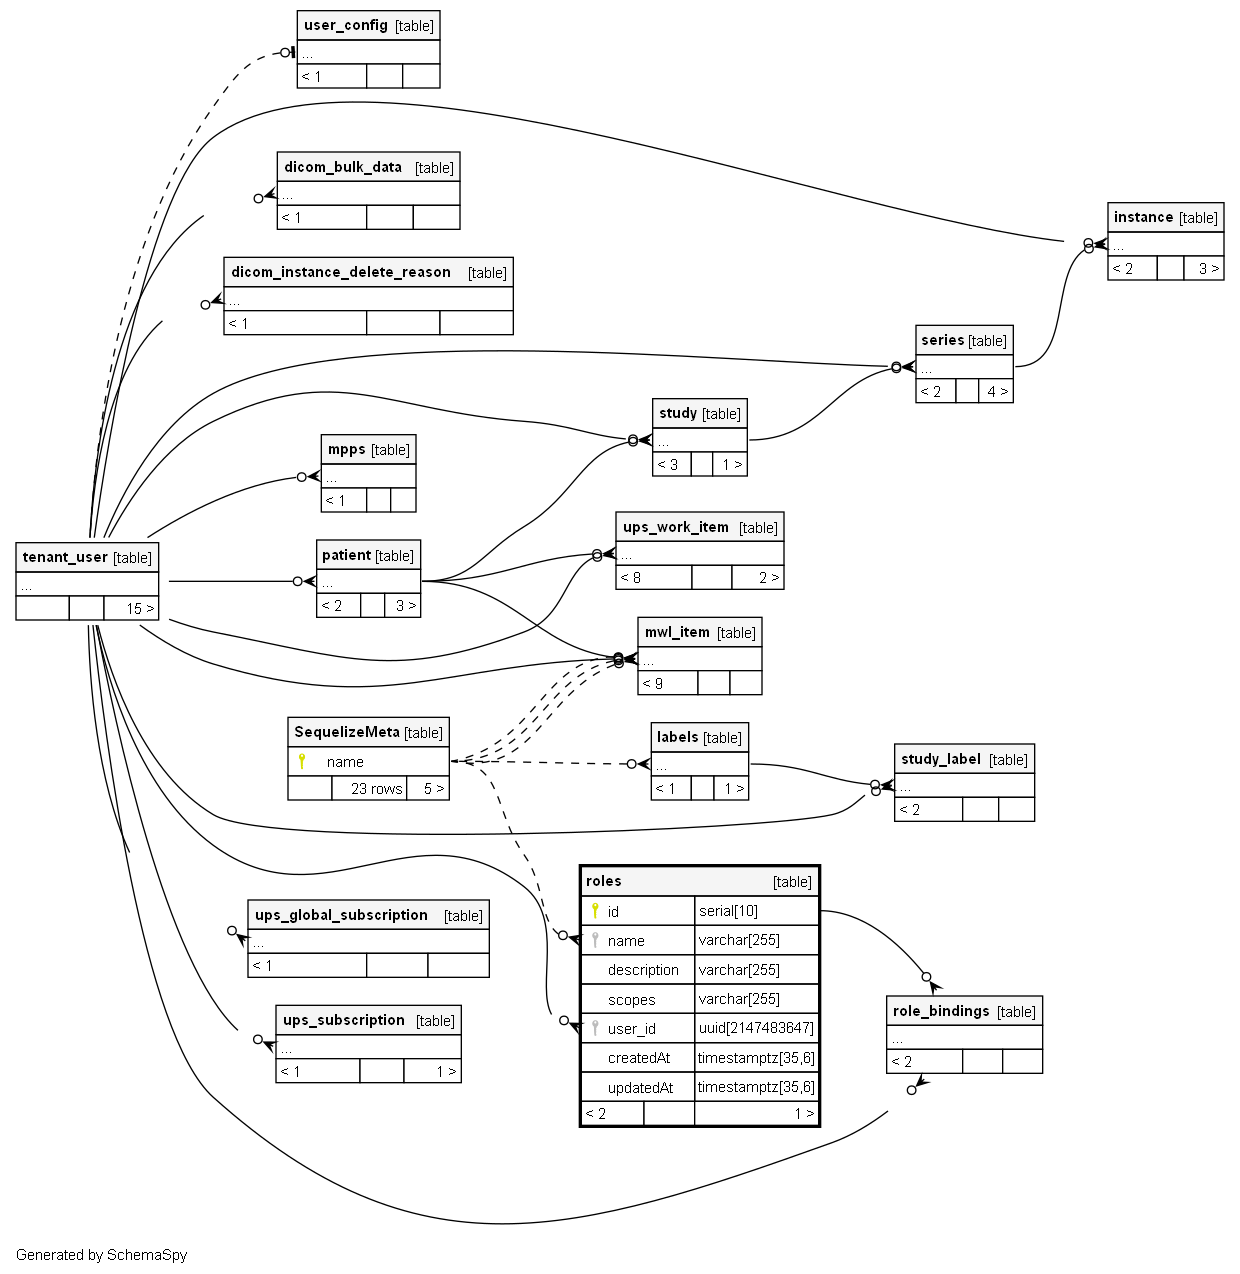 user_config [table]
...
< 1
dicom_bulk_data [table]
...
< 1
instance [table]
...
< 2 3 >
dicom_instance_delete_reason [table]
...
< 1
series [table]
...
< 2 4 >
study [table]
...
< 3 1 >
mpps [table]
...
< 1
ups_work_item [table]
...
< 8 2 >
tenant_user [table]
...
15 >
patient [table]
...
< 2 3 >
mwl_item [table]
...
< 9
SequelizeMeta [table]
name
23 rows 5 >
labels [table]
...
< 1 1 >
study_label [table]
...
< 2
roles [table]
id serial[10]
name varchar[255]
description varchar[255]
scopes varchar[255]
user_id uuid[2147483647]
createdAt timestamptz[35,6]
updatedAt timestamptz[35,6]
< 2 1 >
ups_global_subscription [table]
...
< 1
role_bindings [table]
...
< 2
ups_subscription [table]
...
< 1 1 >
Generated by SchemaSpy